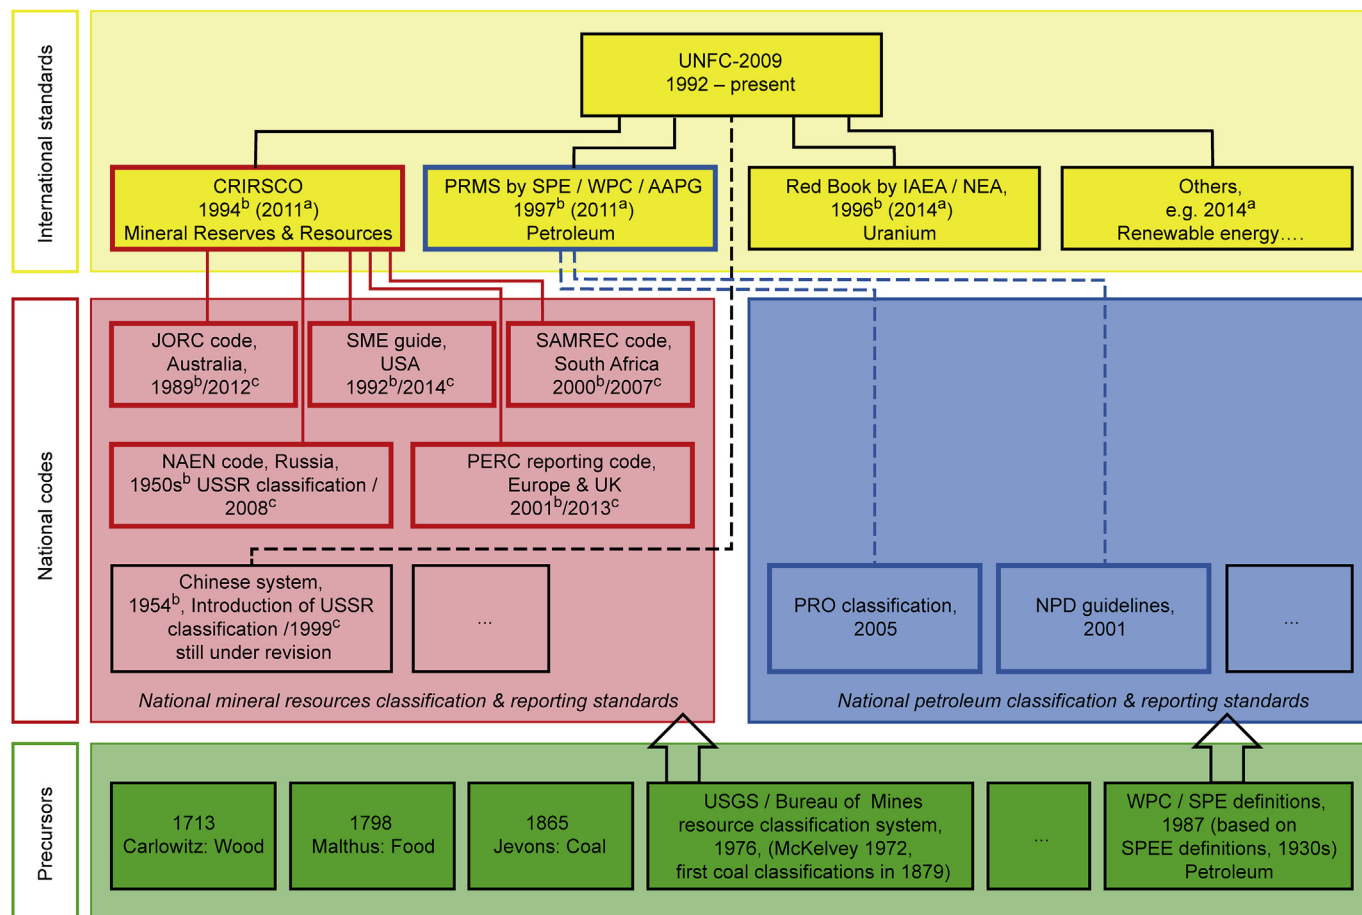 International standards
UNFC-2009
1992 – present
CRIRSCO
1994ᵇ (2011ᵃ)
Mineral Reserves & Resources
PRMS by SPE / WPC / AAPG
1997ᵇ (2011ᵃ)
Petroleum
Red Book by IAEA / NEA,
1996ᵇ (2014ᵃ)
Uranium
Others,
e.g. 2014ᵃ
Renewable energy….
National codes
JORC code,
Australia,
1989ᵇ/2012ᶜ
SME guide,
USA
1992ᵇ/2014ᶜ
SAMREC code,
South Africa
2000ᵇ/2007ᶜ
NAEN code, Russia,
1950sᵇ USSR classification /
2008ᶜ
PERC reporting code,
Europe & UK
2001ᵇ/2013ᶜ
Chinese system,
1954ᵇ, Introduction of USSR
classification /1999ᶜ
still under revision
...
National mineral resources classification & reporting standards
PRO classification,
2005
NPD guidelines,
2001
...
National petroleum classification & reporting standards
Precursors
1713
Carlowitz: Wood
1798
Malthus: Food
1865
Jevons: Coal
USGS / Bureau of Mines
resource classification system,
1976, (McKelvey 1972,
first coal classifications in 1879)
...
WPC / SPE definitions,
1987 (based on
SPEE definitions, 1930s)
Petroleum